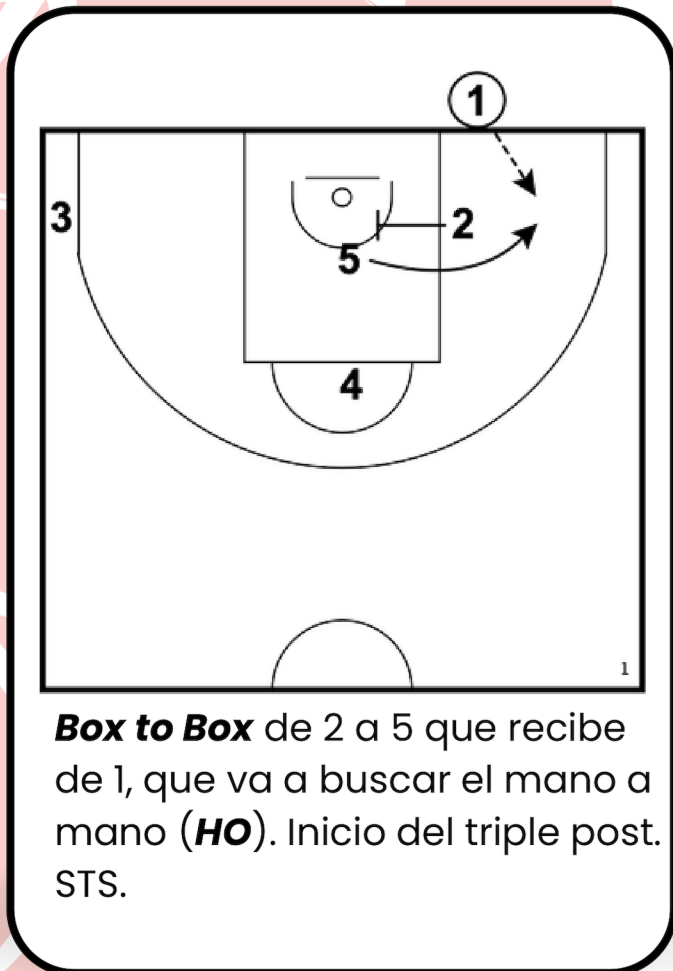 1
3
2
5
4
1
Box to Box de 2 a 5 que recibe
de 1, que va a buscar el mano a
mano (HO). Inicio del triple post.
STS.